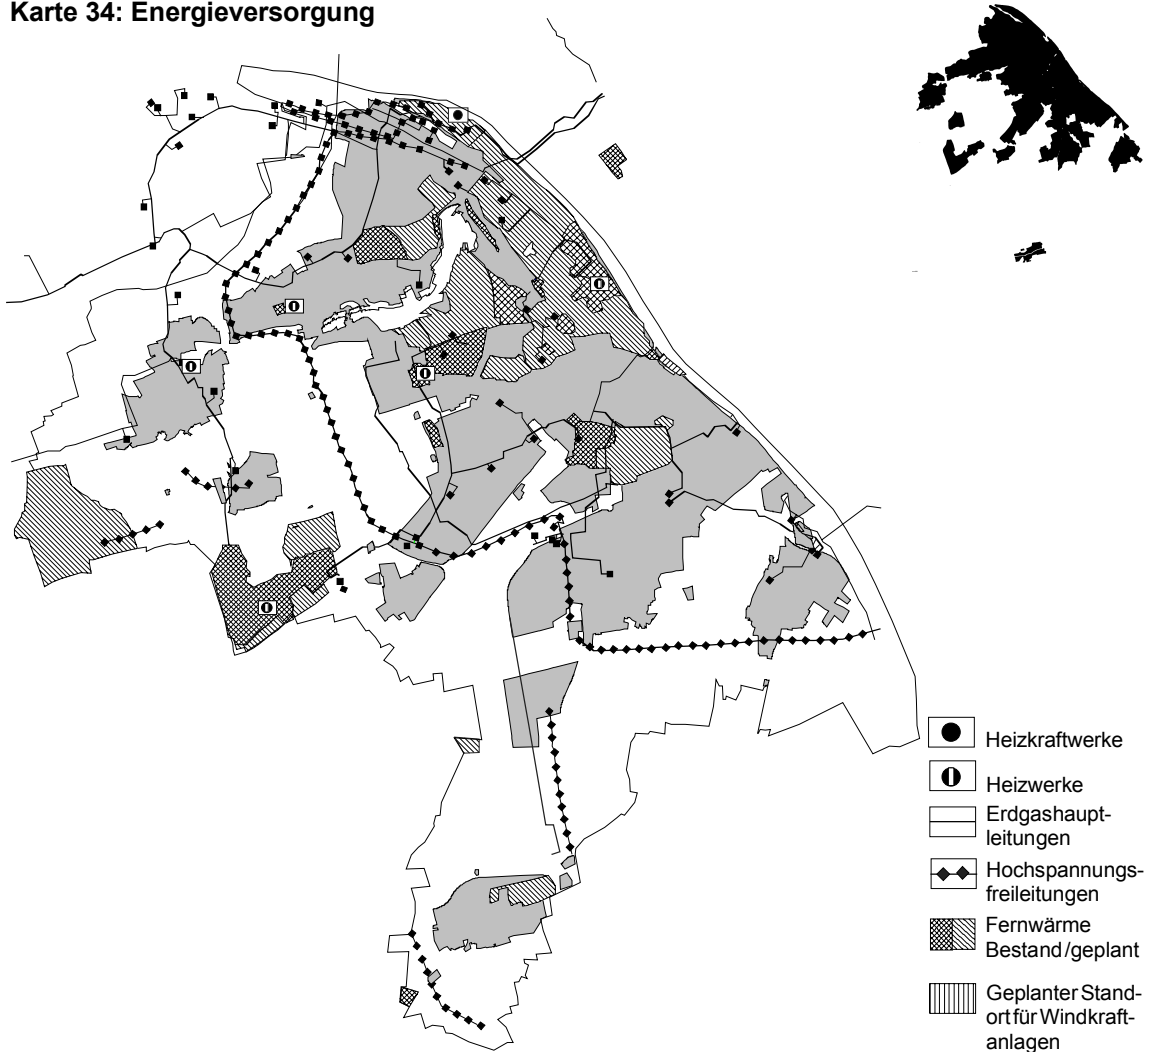 Karte 34: Energieversorgung
Heizkraftwerke
Heizwerke
Erdgashaupt-
leitungen
Hochspannungs-
freileitungen
Fernwärme
Bestand/geplant
Geplanter Stand-
ort für Windkraft-
anlagen